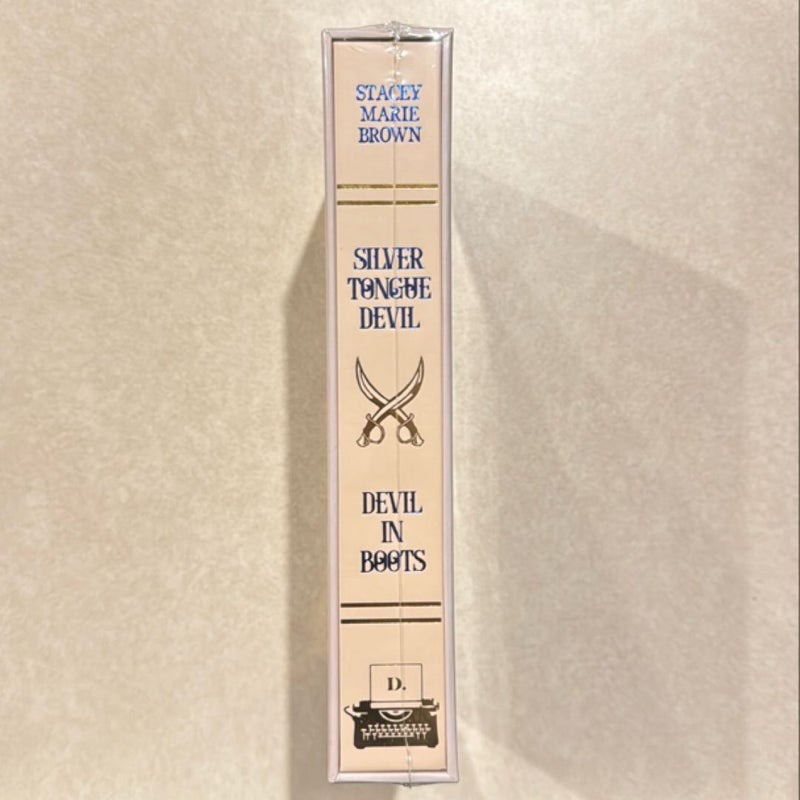 STACEY
MARIE
BROWN
SILVER
TONGUE
DEVIL
DEVIL
IN
BOOTS
D.